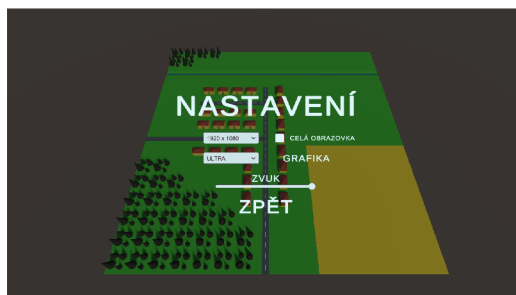 NASTAVENÍ
1920 x 1080 CELÁ OBRAZOVKA
ULTRA GRAFIKA
ZVUK
ZPĚT